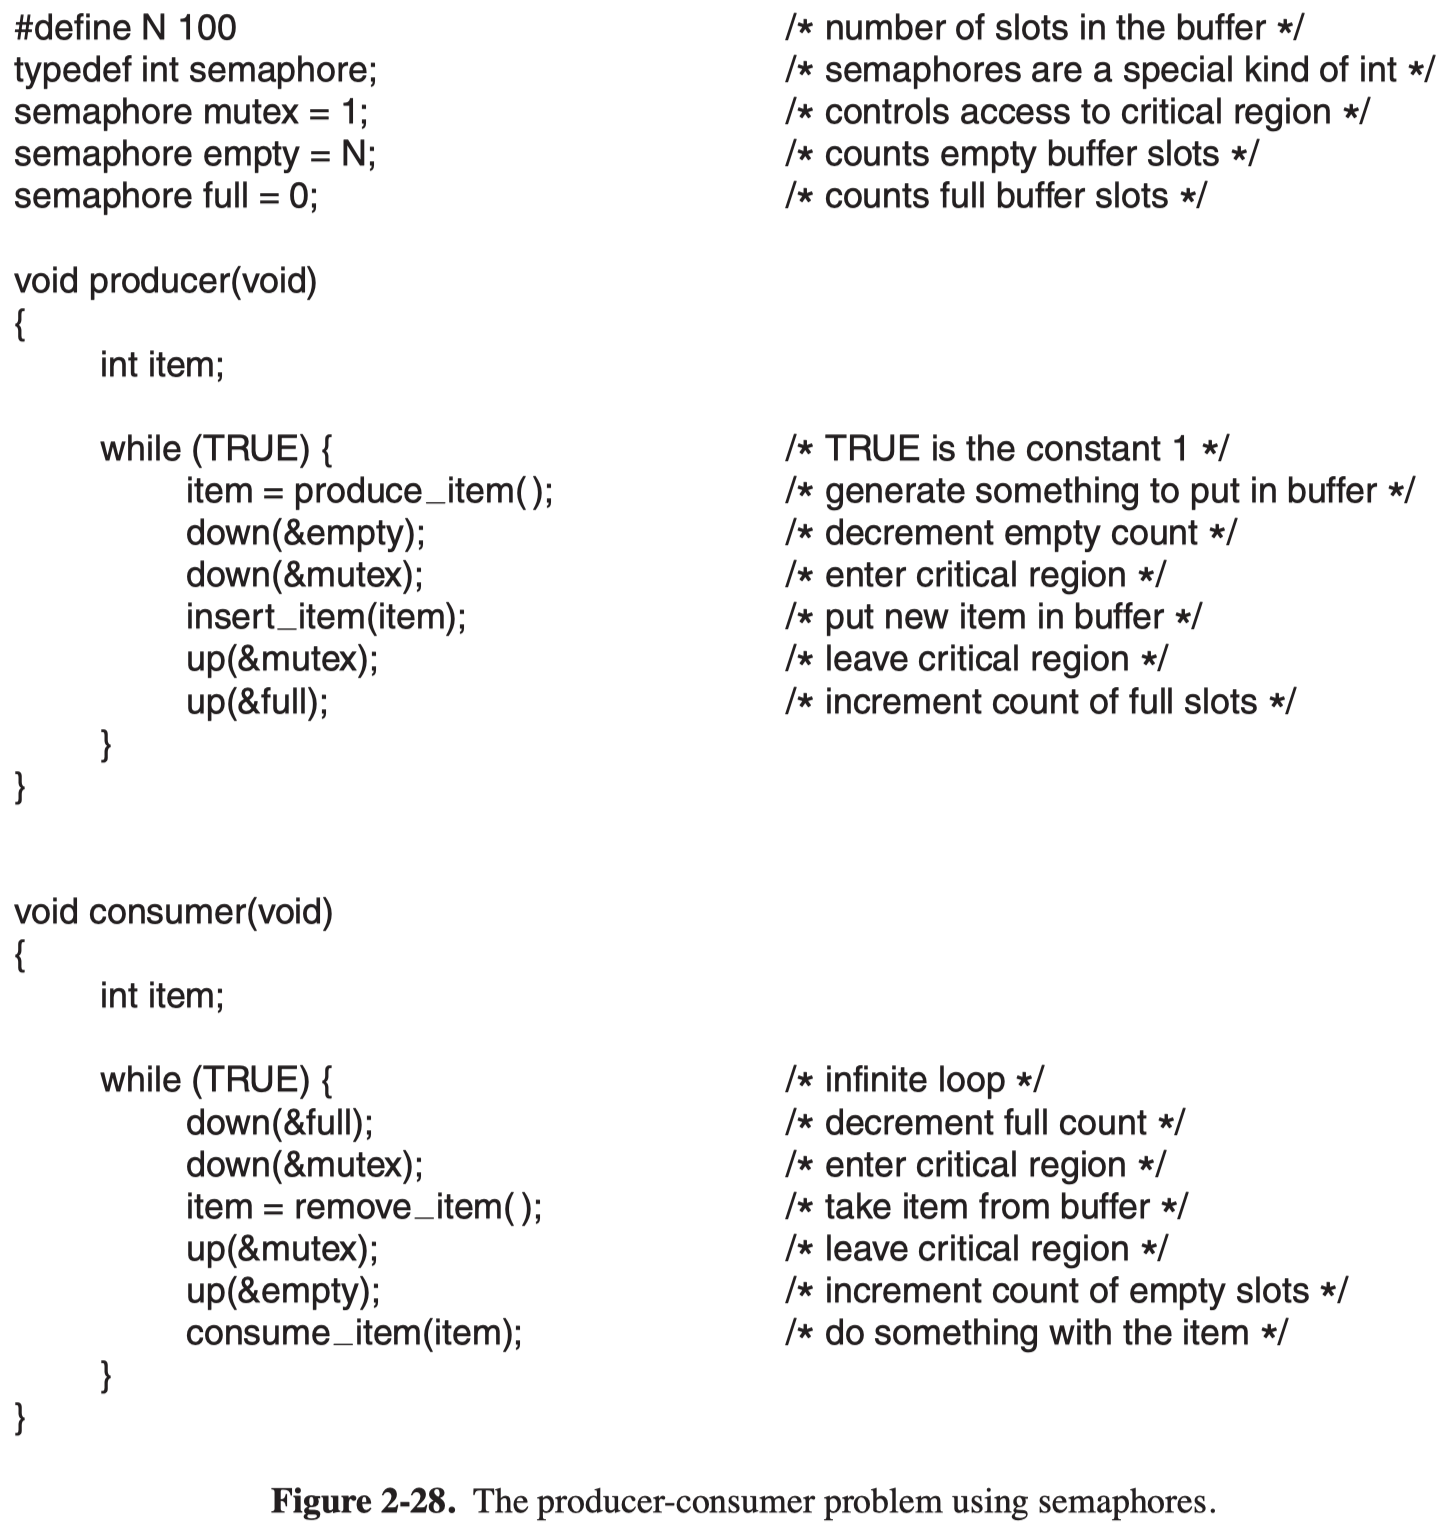 #define N 100 /* number of slots in the buffer */
typedef int semaphore; /* semaphores are a special kind of int */
semaphore mutex = 1; /* controls access to critical region */
semaphore empty = N; /* counts empty buffer slots */
semaphore full = 0; /* counts full buffer slots */
void producer(void)
{
int item;
while (TRUE) { /* TRUE is the constant 1 */
item = produce_item( ); /* generate something to put in buffer */
down(&empty); /* decrement empty count */
down(&mutex); /* enter critical region */
insert_item(item); /* put new item in buffer */
up(&mutex); /* leave critical region */
up(&full); /* increment count of full slots */
}
}
void consumer(void)
{
int item;
while (TRUE) { /* infinite loop */
down(&full); /* decrement full count */
down(&mutex); /* enter critical region */
item = remove_item( ); /* take item from buffer */
up(&mutex); /* leave critical region */
up(&empty); /* increment count of empty slots */
consume_item(item); /* do something with the item */
}
}
Figure 2-28. The producer-consumer problem using semaphores.